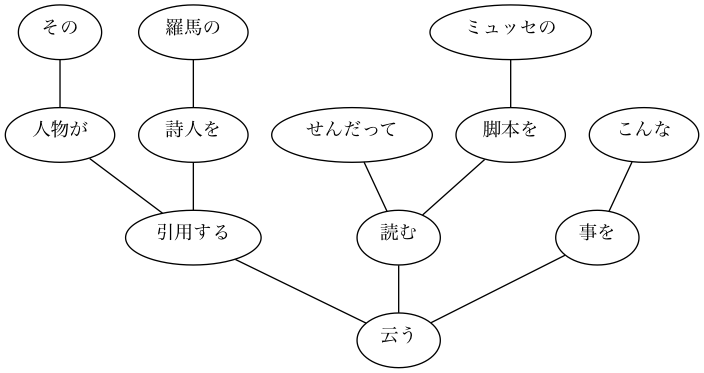 その 羅馬の ミュッセの
人物が 詩人を せんだって 脚本を こんな
引用する 読む 事を
云う